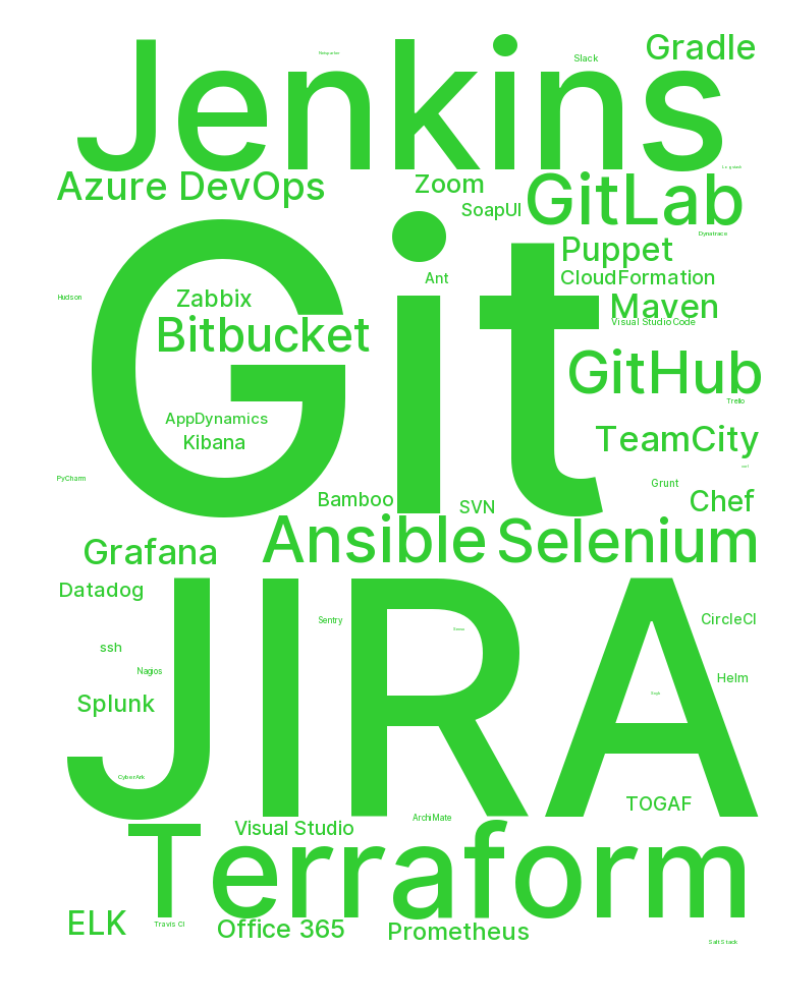 Jenkins
Slack
Gradle
Azure DevOps
Zoom
GitLab
SoapUI
Dynatrace
Git
Puppet
Ant
CloudFormation
Hudson
Zabbix
Maven
Visual Studio Code
Bitbucket
GitHub
Trello
AppDynamics
Kibana
TeamCity
PyCharm
Grunt
Bamboo
SVN
Chef
Ansible
Selenium
Grafana
Datadog
JIRA
Sentry
CircleCI
ssh
Nagios
Helm
Splunk
CyberArk
TOGAF
ArchiMate
Visual Studio
Terraform
ELK
Travis CI
Office 365
Prometheus
SaltStack